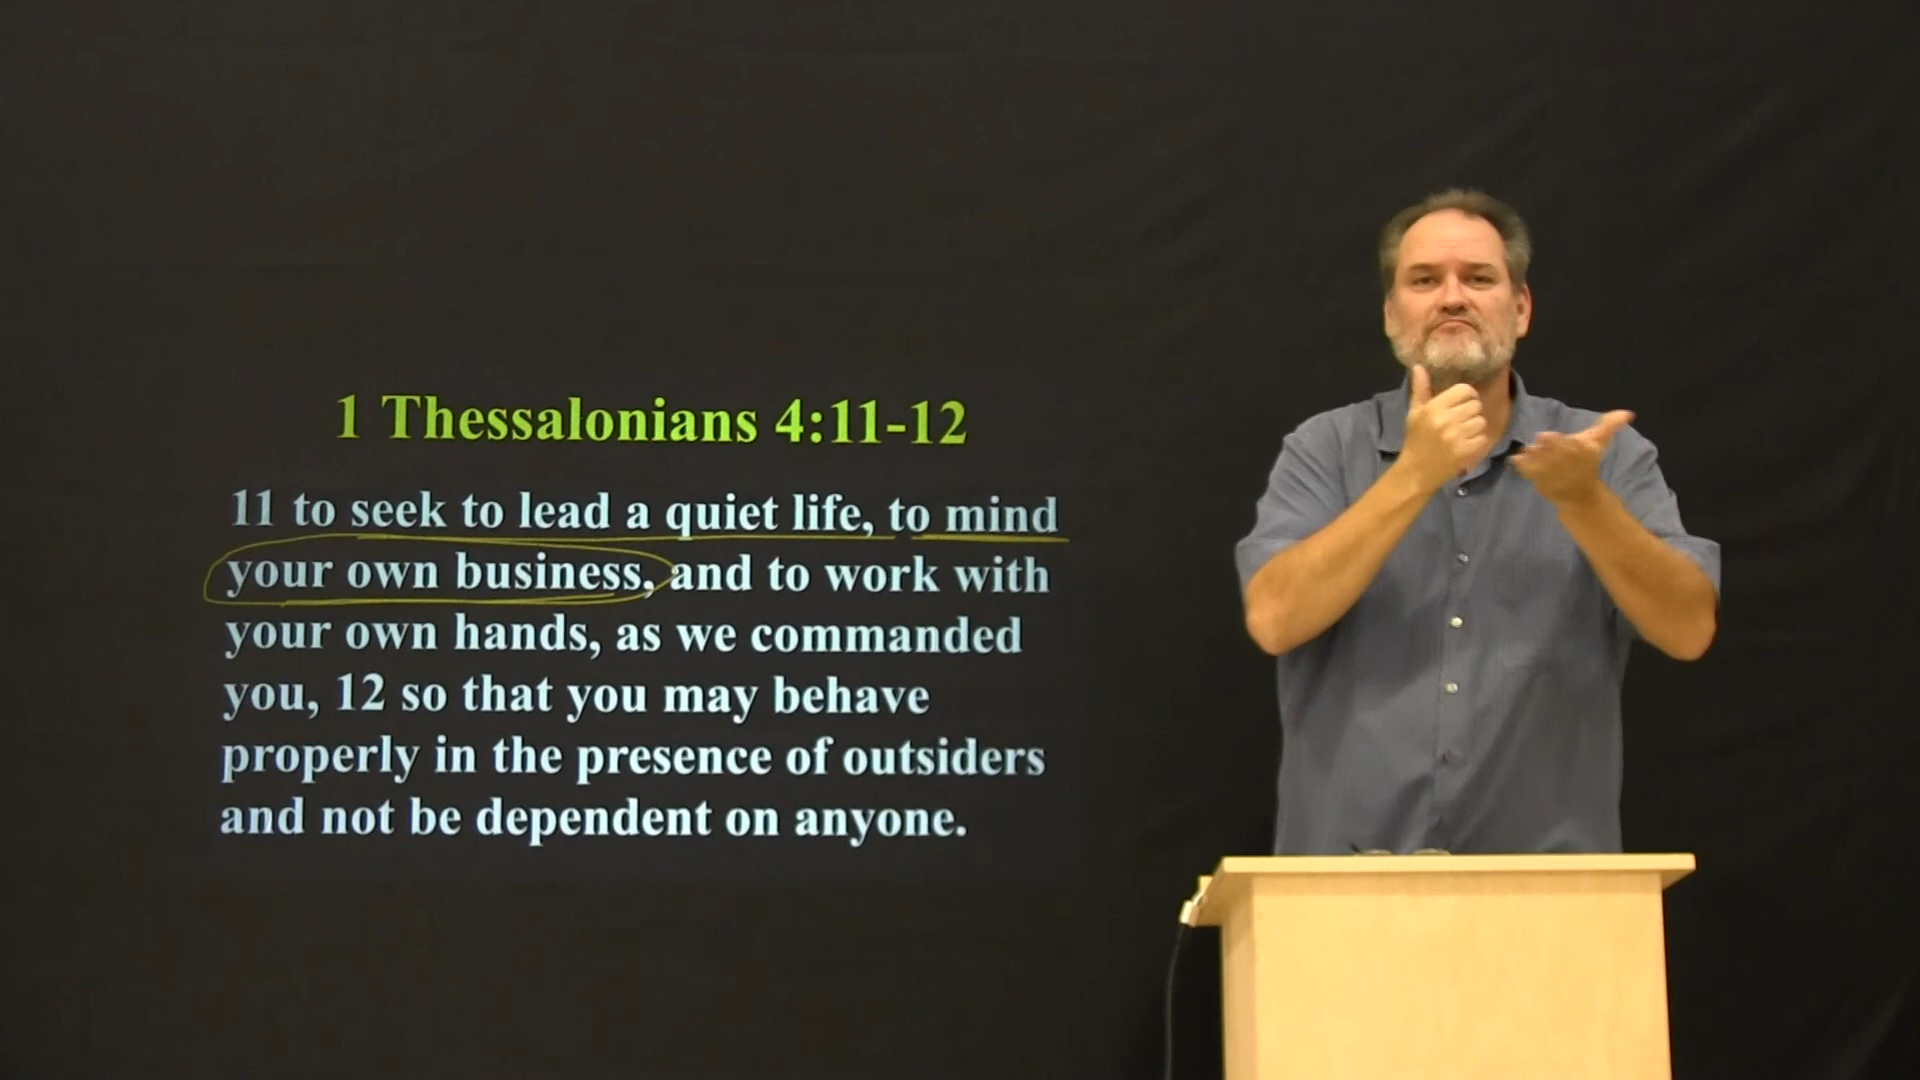 1 Thessalonians 4:11-12
11 to seek to lead a quiet life, to mind
your own business, and to work with
your own hands, as we commanded
you, 12 so that you may behave
properly in the presence of outsiders
and not be dependent on anyone.